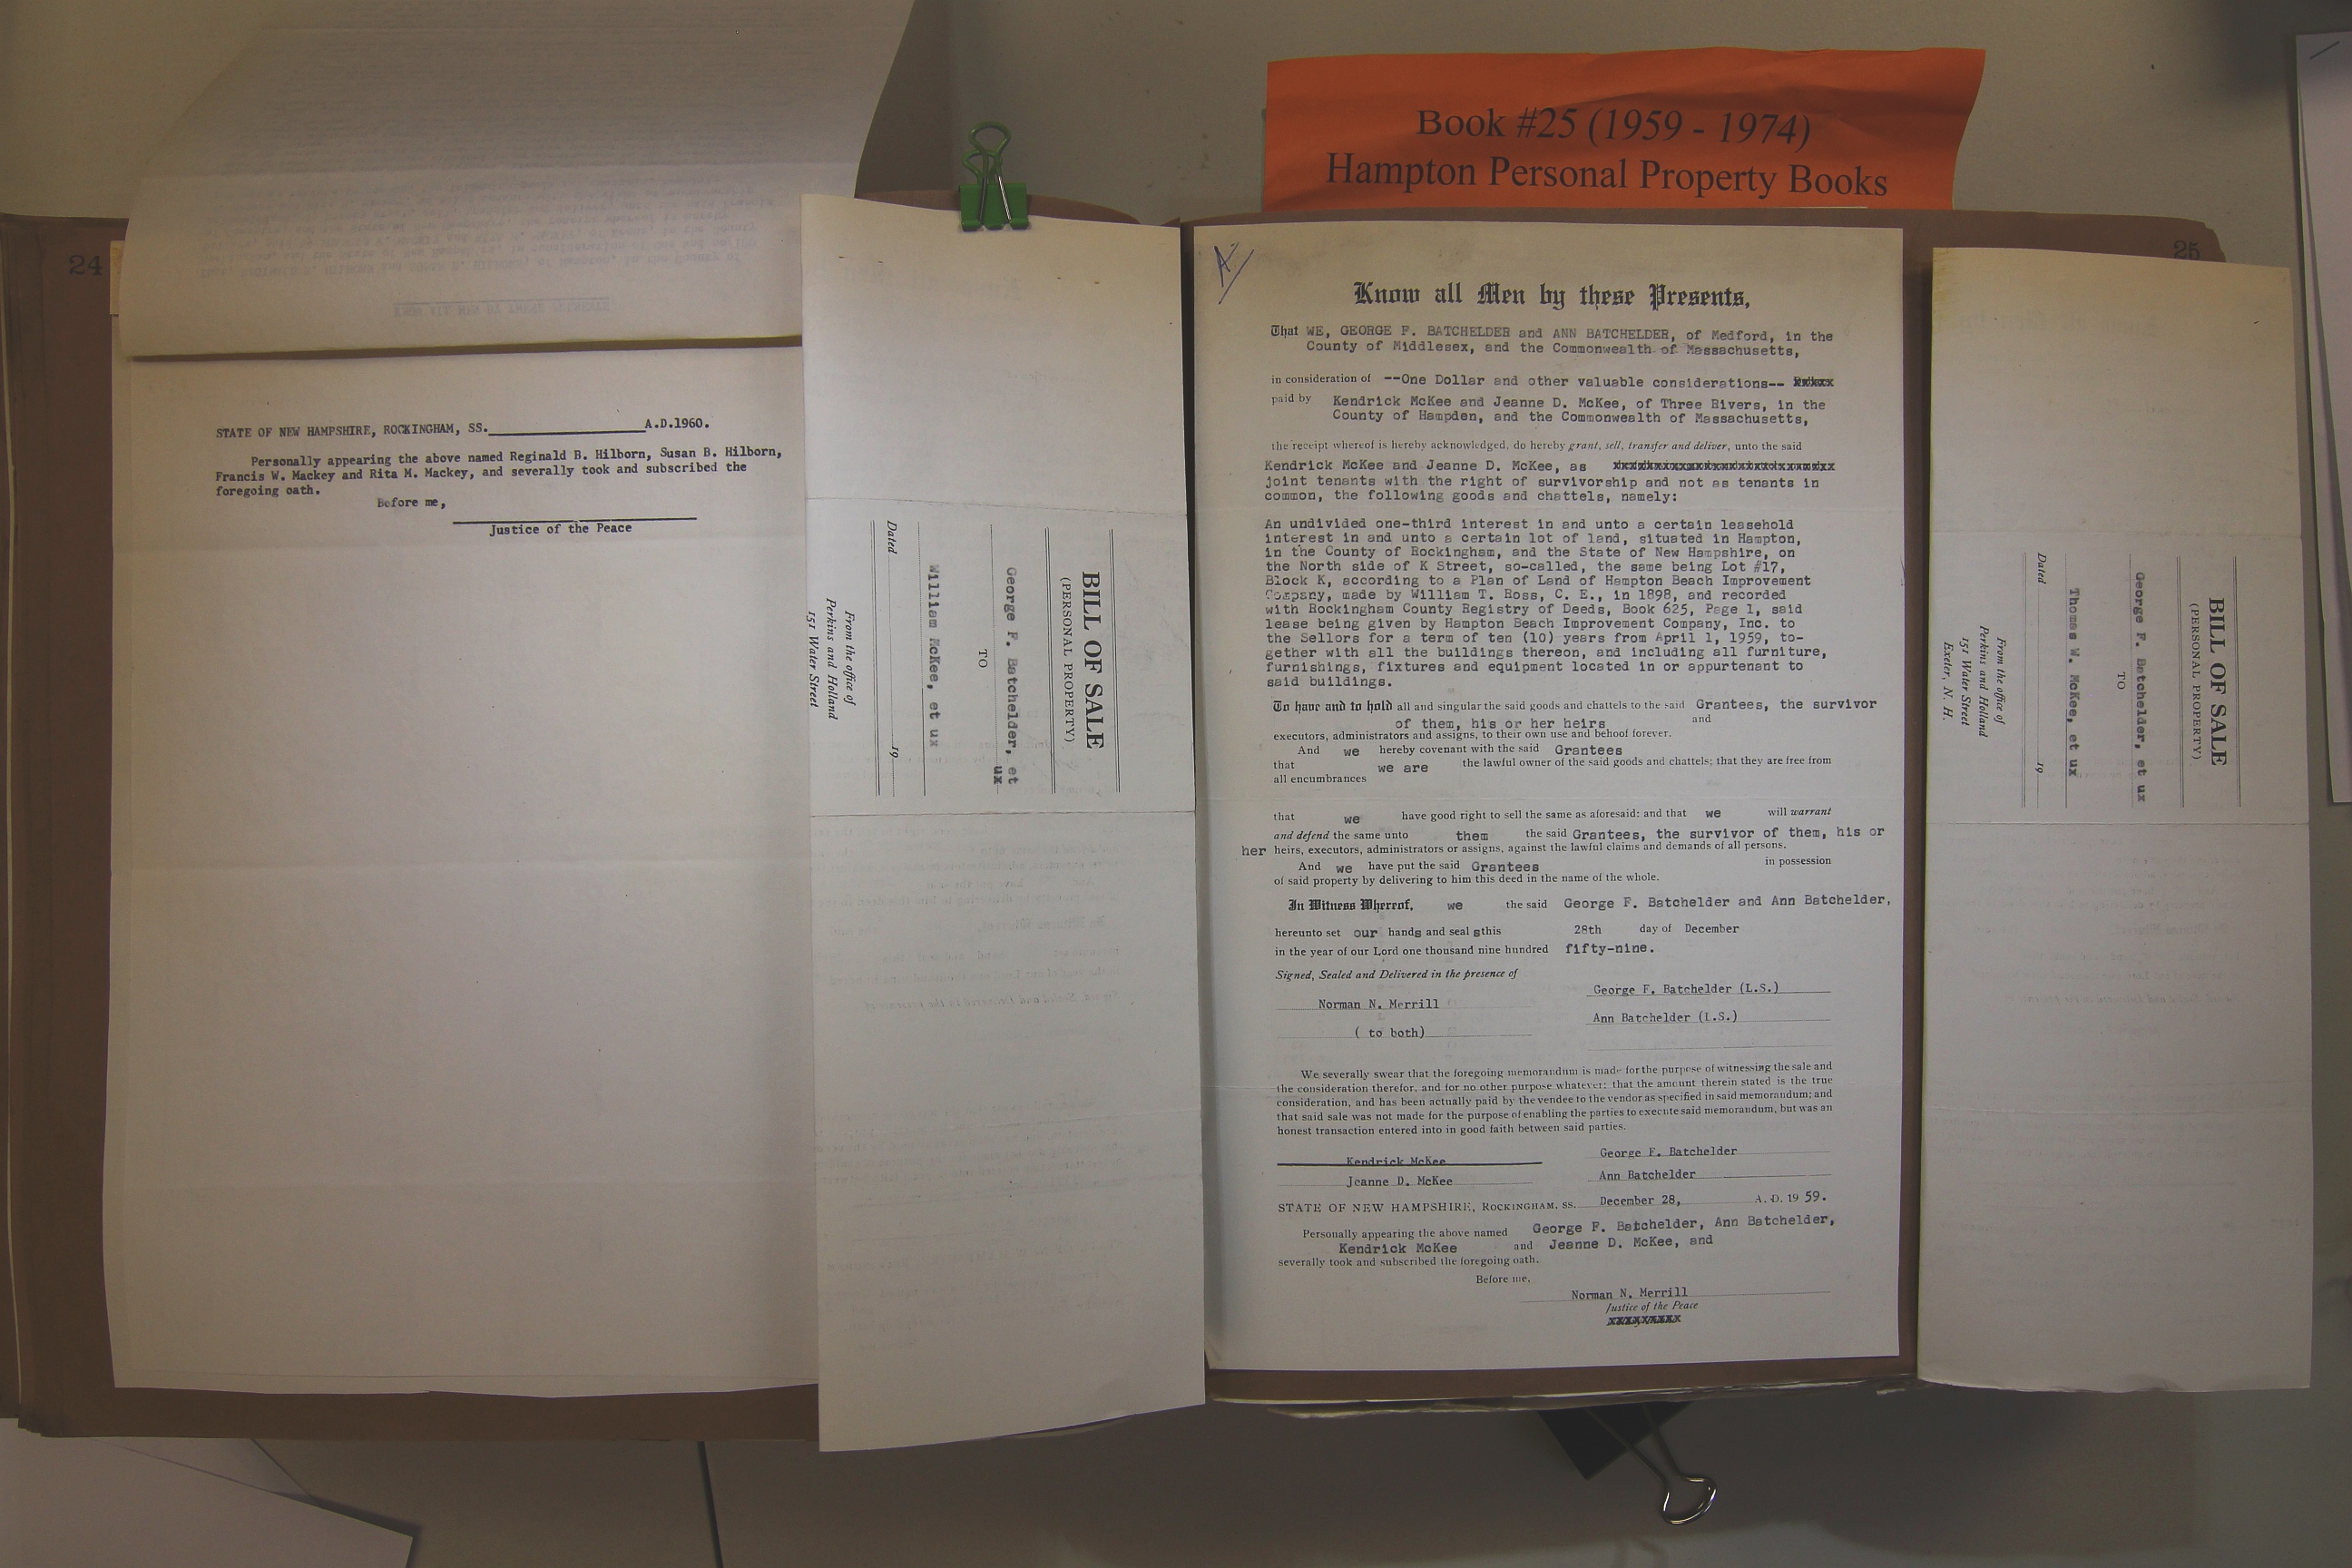 Book #25 (1959 - 1974)
Hampton Personal Property Books
24
25
STATE OF NEW HAMPSHIRE, ROCKINGHAM, SS.____________A.D.1960.
Personally appearing the above named Reginald B. Hilborn, Susan B. Hilborn,
Francis W. Mackey and Rita M. Mackey, and severally took and subscribed the
foregoing oath.
Before me,
Justice of the Peace
BILL OF SALE
(PERSONAL PROPERTY)
George F. Batchelder, et
ux
TO
William McKee, et ux
Dated 19
From the office of
Perkins and Holland
151 Water Street
Know all Men by these Presents,
That WE, GEORGE F. BATCHELDER and ANN BATCHELDER, of Medford, in the
County of Middlesex, and the Commonwealth of Massachusetts,
in consideration of --One Dollar and other valuable considerations--
paid by Kendrick McKee and Jeanne D. McKee, of Three Rivers, in the
County of Hampden, and the Commonwealth of Massachusetts,
the receipt whereof is hereby acknowledged, do hereby grant, sell, transfer and deliver, unto the said
Kendrick McKee and Jeanne D. McKee, as
joint tenants with the right of survivorship and not as tenants in
common, the following goods and chattels, namely:
An undivided one-third interest in and unto a certain leasehold
interest in and unto a certain lot of land, situated in Hampton,
in the County of Rockingham, and the State of New Hampshire, on
the North side of K Street, so-called, the same being Lot #17,
Block K, according to a Plan of Land of Hampton Beach Improvement
Company, made by William T. Ross, C. E., in 1898, and recorded
with Rockingham County Registry of Deeds, Book 625, Page 1, said
lease being given by Hampton Beach Improvement Company, Inc. to
the Sellors for a term of ten (10) years from April 1, 1959, to-
gether with all the buildings thereon, and including all furniture,
furnishings, fixtures and equipment located in or appurtenant to
said buildings.
To have and to hold all and singular the said goods and chattels to the said Grantees, the survivor
of them, his or her heirs and
executors, administrators and assigns, to their own use and behoof forever.
And we hereby covenant with the said Grantees
that we are the lawful owner of the said goods and chattels; that they are free from
all encumbrances
that we have good right to sell the same as aforesaid; and that we will warrant
and defend the same unto them the said Grantees, the survivor of them, his or
her heirs, executors, administrators or assigns, against the lawful claims and demands of all persons.
And we have put the said Grantees in possession
of said property by delivering to him this deed in the name of the whole.
In Witness Whereof, we the said George F. Batchelder and Ann Batchelder,
hereunto set our hands and seal sthis 28th day of December
in the year of our Lord one thousand nine hundred fifty-nine.
Signed, Sealed and Delivered in the presence of
Norman N. Merrill George F. Batchelder (L.S.)
( to both) Ann Batchelder (L.S.)
We severally swear that the foregoing memorandum is made for the purpose of witnessing the sale and
the consideration therefor, and for no other purpose whatever; that the amount therein stated is the true
consideration, and has been actually paid by the vendee to the vendor as specified in said memorandum; and
that said sale was not made for the purpose of enabling the parties to execute said memorandum, but was an
honest transaction entered into in good faith between said parties.
Kendrick McKee George F. Batchelder
Jeanne D. McKee Ann Batchelder
STATE OF NEW HAMPSHIRE, ROCKINGHAM, SS. December 28, A. D. 19 59.
Personally appearing the above named George F. Batchelder, Ann Batchelder,
Kendrick McKee and Jeanne D. McKee, and
severally took and subscribed the foregoing oath.
Before me,
Norman N. Merrill
Justice of the Peace
BILL OF SALE
(PERSONAL PROPERTY)
George F. Batchelder, et ux
TO
Thomas W. McKee, et ux
Dated 19
From the office of
Perkins and Holland
151 Water Street
Exeter, N. H.